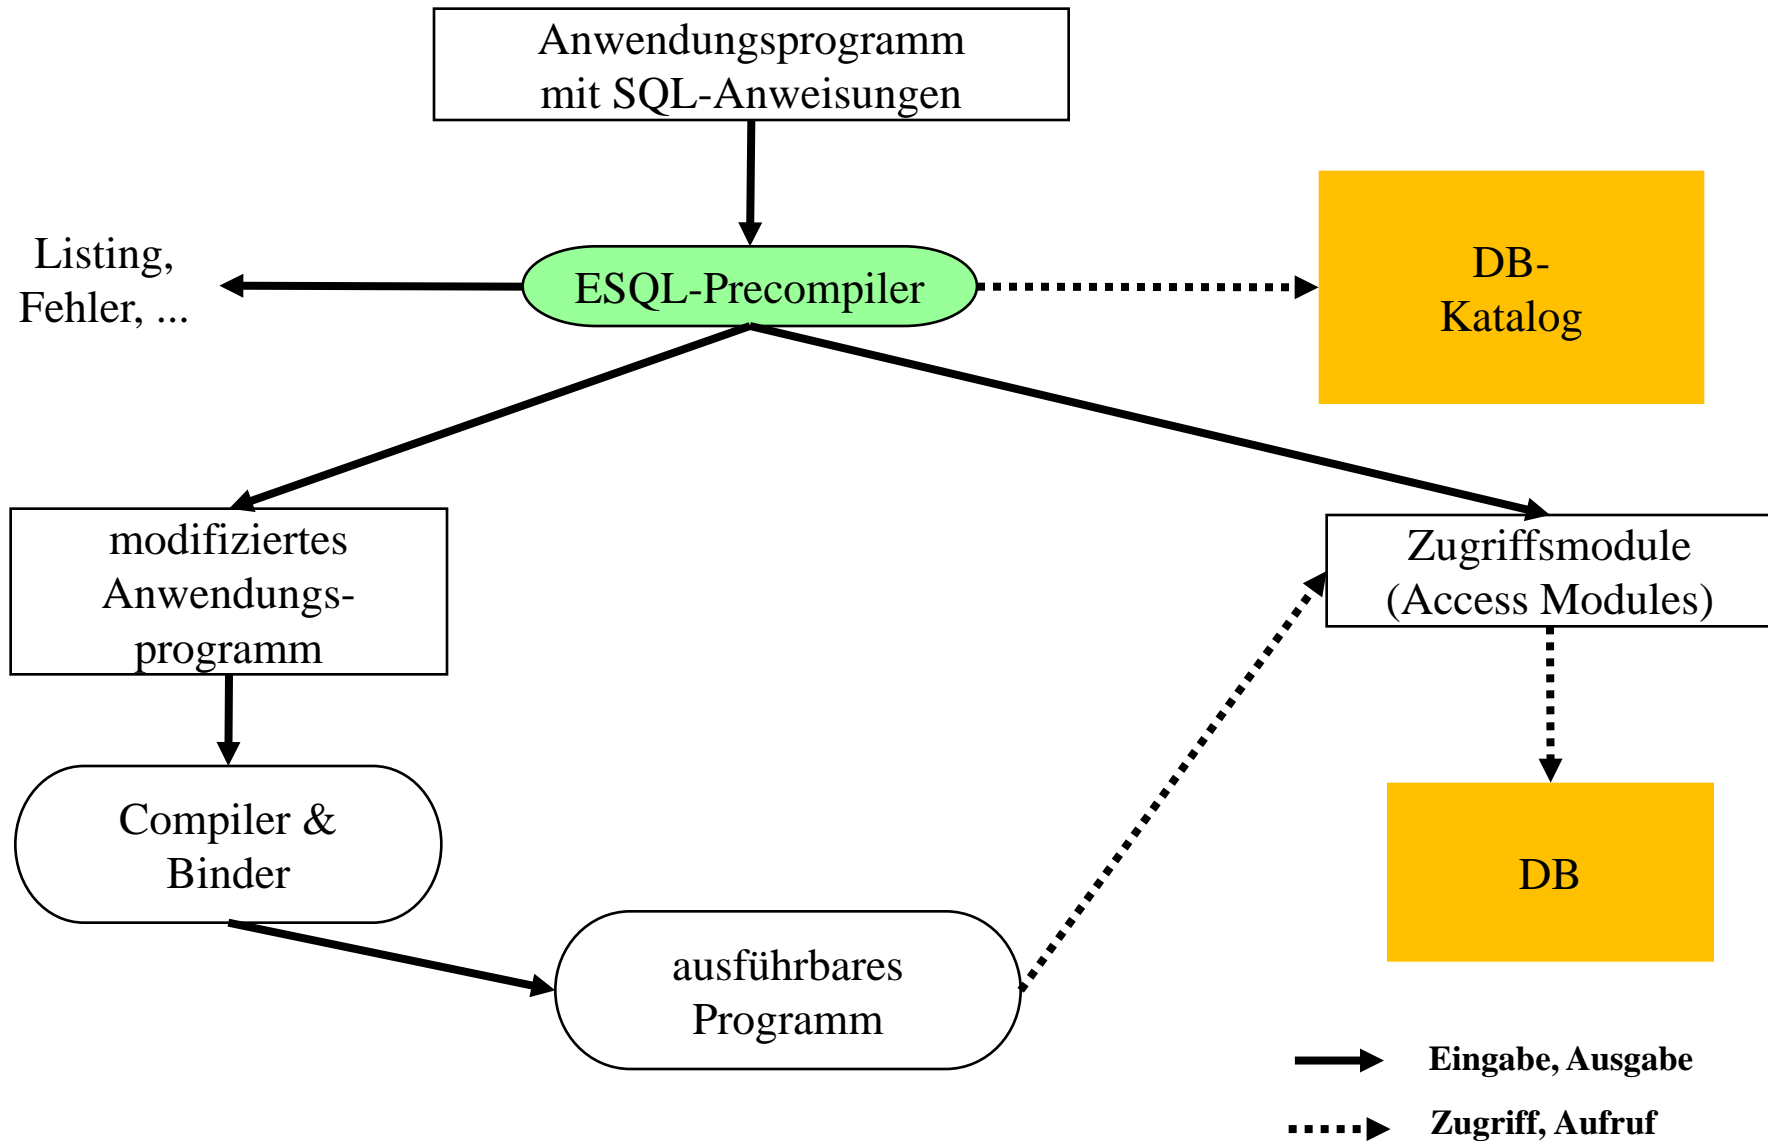 Anwendungsprogramm
mit SQL-Anweisungen
Listing,
Fehler, ...
ESQL-Precompiler
DB-
Katalog
modifiziertes
Anwendungs-
programm
Zugriffsmodule
(Access Modules)
Compiler &
Binder
DB
ausführbares
Programm
Eingabe, Ausgabe
Zugriff, Aufruf